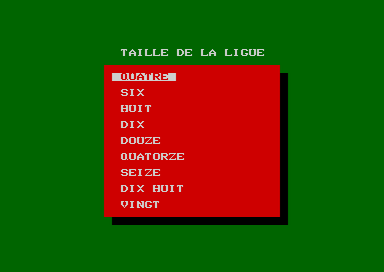 TAILLE DE LA LIGUE
QUATRE
SIX
HUIT
DIX
DOUZE
QUATORZE
SEIZE
DIX HUIT
VINGT